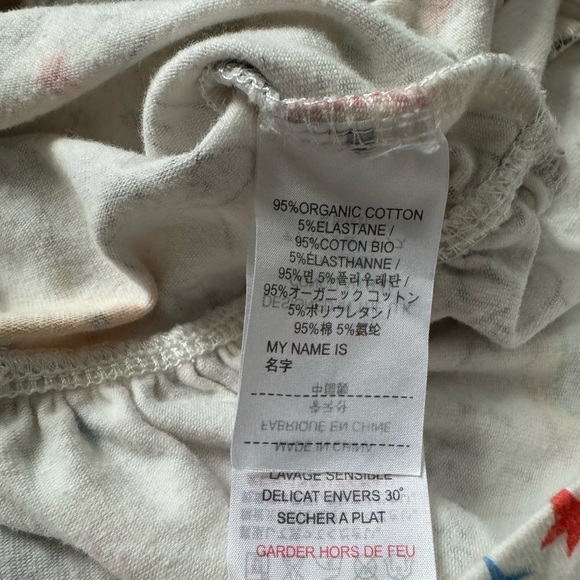 95%ORGANIC COTTON
5%ELASTANE /
95%COTON BIO
5%ÉLASTHANNE /
95%면 5%폴리우레탄 /
95%オーガニック コットン
5%ポリウレタン /
95%棉 5%氨纶
MY NAME IS
名字
中国製
FABRIQUE EN CHINE
MADE IN CHINA
LAVAGE SENSIBLE
DELICAT ENVERS 30°
SECHER A PLAT
GARDER HORS DE FEU